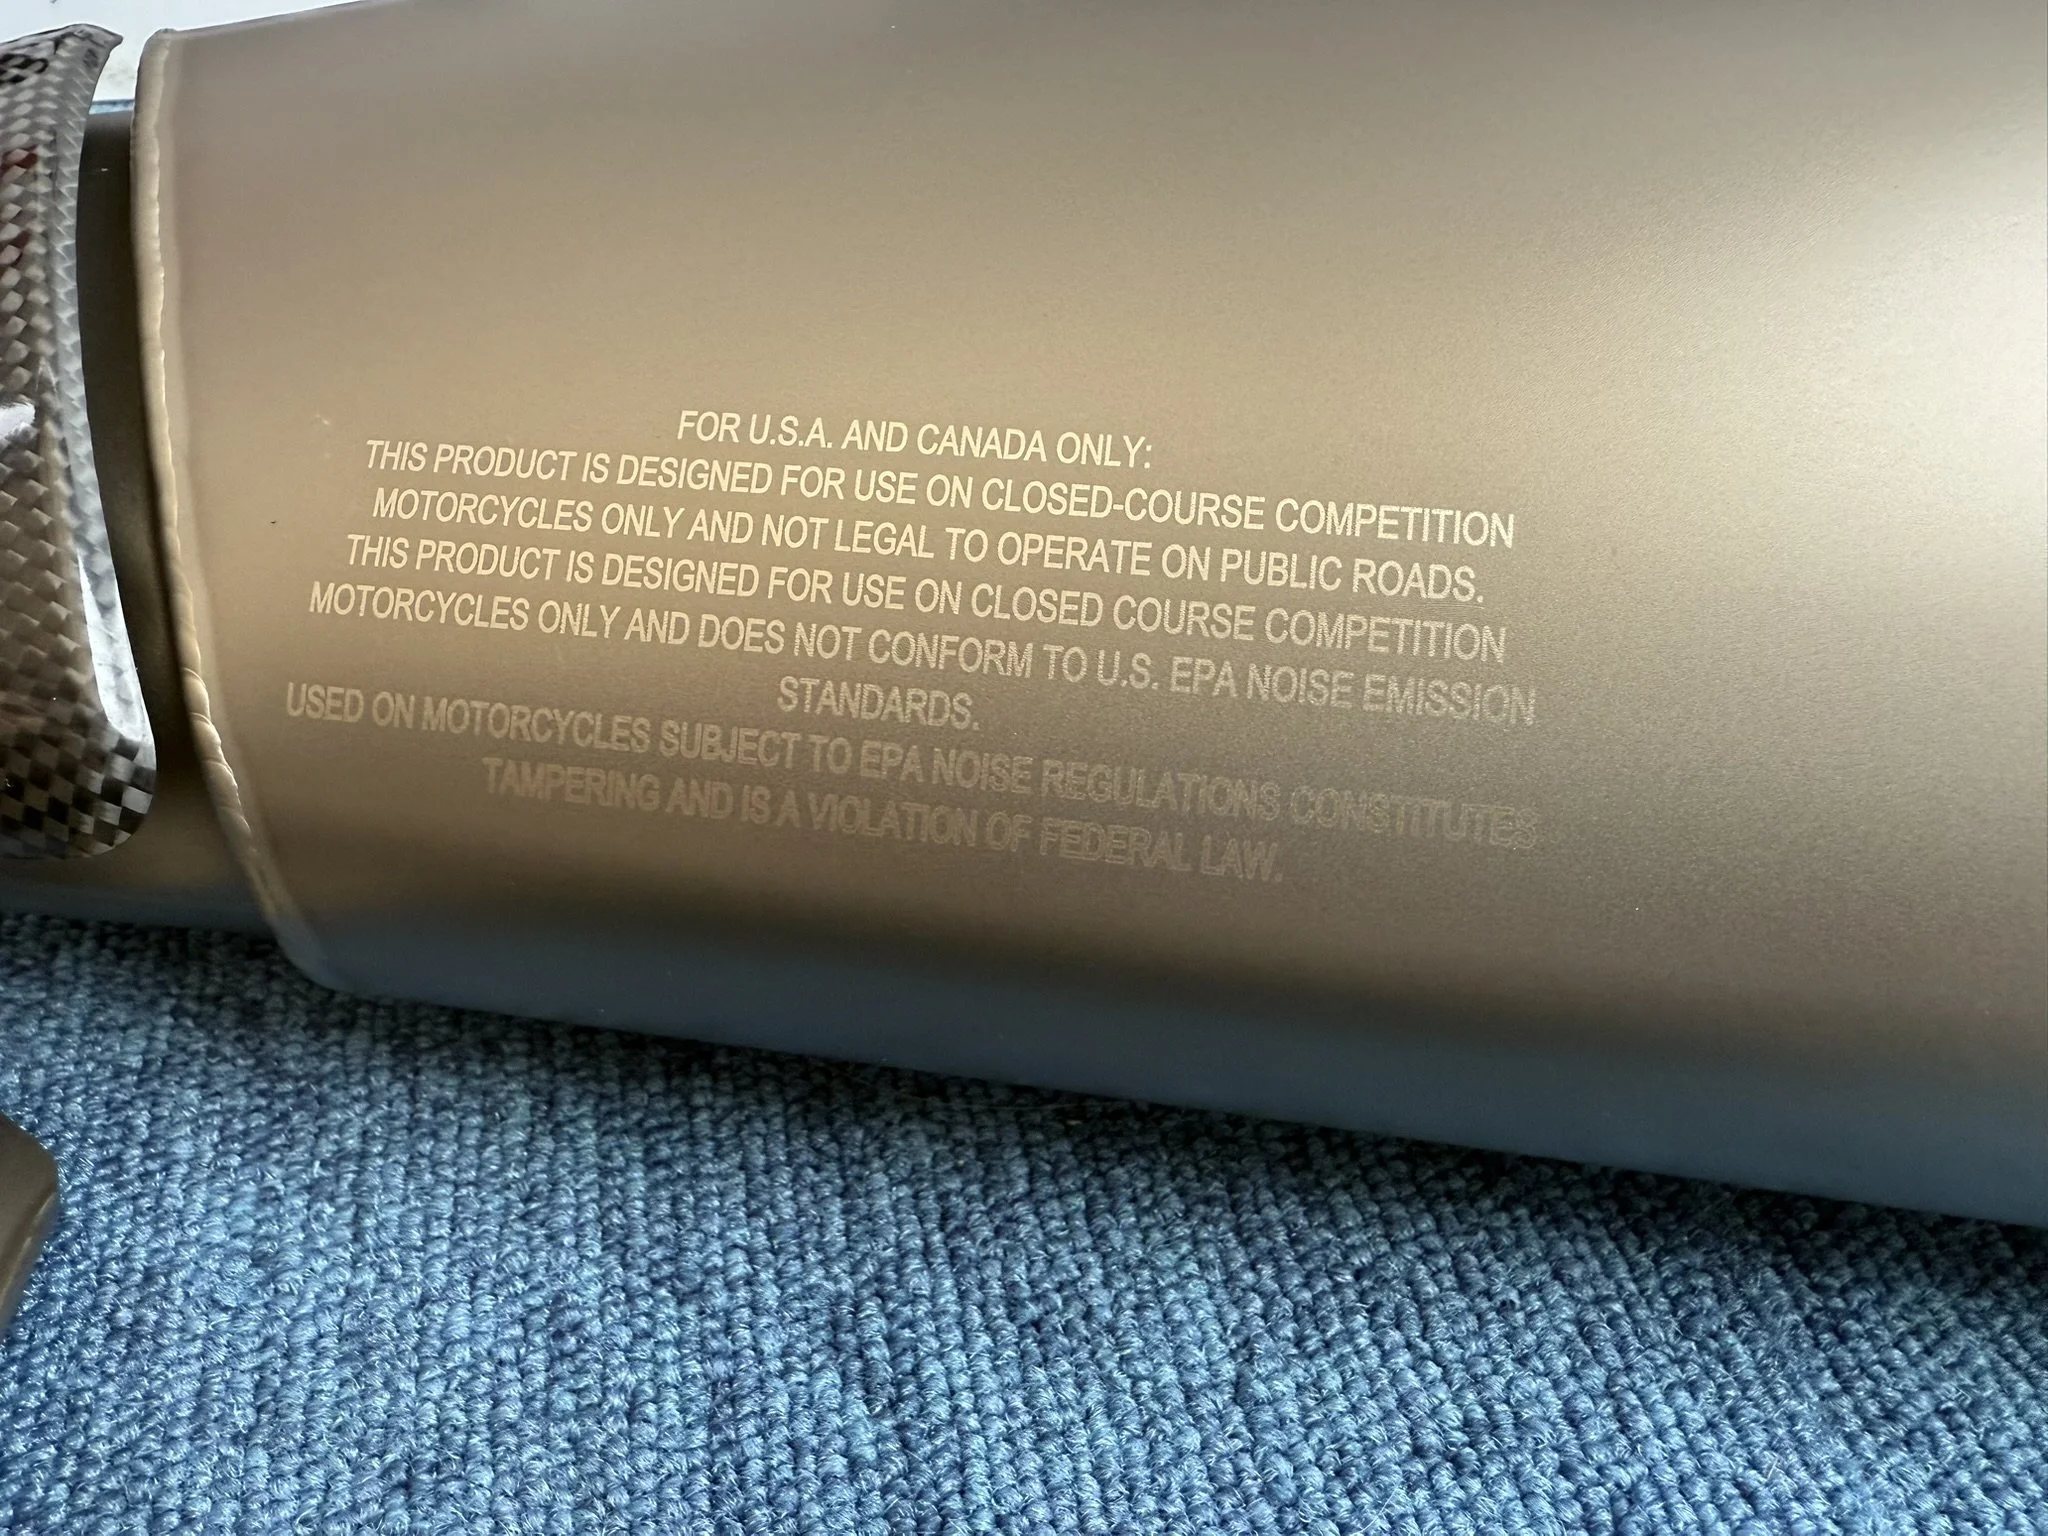 FOR U.S.A. AND CANADA ONLY:
THIS PRODUCT IS DESIGNED FOR USE ON CLOSED-COURSE COMPETITION
MOTORCYCLES ONLY AND NOT LEGAL TO OPERATE ON PUBLIC ROADS.
THIS PRODUCT IS DESIGNED FOR USE ON CLOSED COURSE COMPETITION
MOTORCYCLES ONLY AND DOES NOT CONFORM TO U.S. EPA NOISE EMISSION
STANDARDS.
USED ON MOTORCYCLES SUBJECT TO EPA NOISE REGULATIONS CONSTITUTES
TAMPERING AND IS A VIOLATION OF FEDERAL LAW.